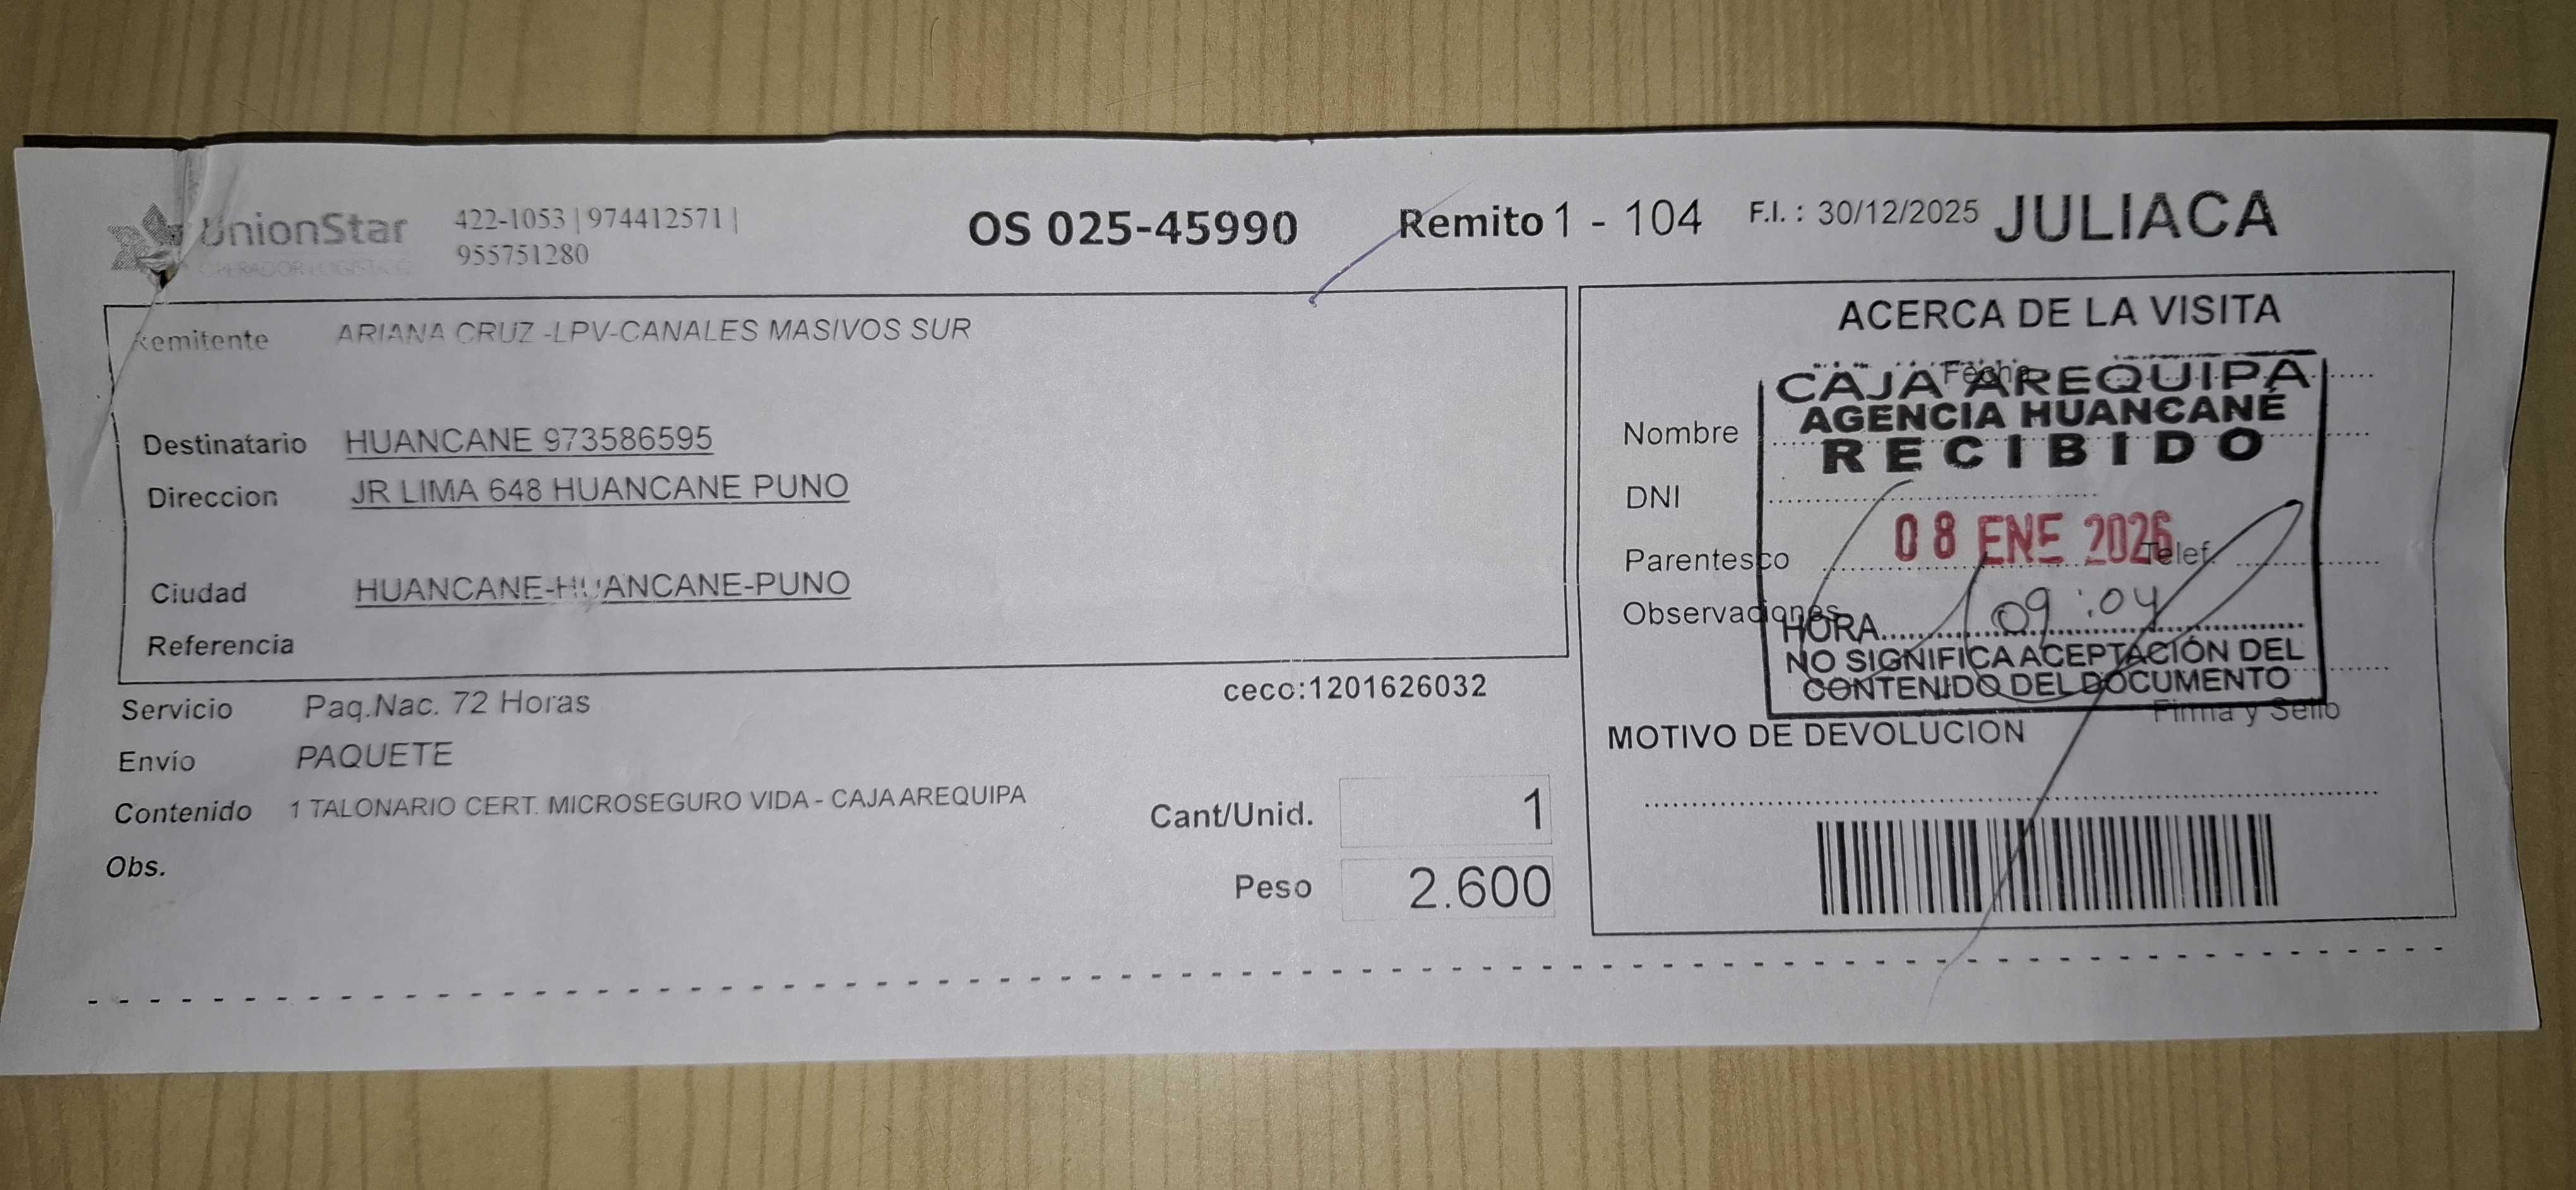 UnionStar
OPERADOR LOGISTICO
422-1053 | 974412571 |
955751280
OS 025-45990
Remito 1 - 104
F.I. : 30/12/2025
JULIACA
Remitente ARIANA CRUZ -LPV-CANALES MASIVOS SUR
Destinatario HUANCANE 973586595
Direccion JR LIMA 648 HUANCANE PUNO
Ciudad HUANCANE-HUANCANE-PUNO
Referencia
ceco:1201626032
Servicio Paq.Nac. 72 Horas
Envío PAQUETE
Contenido 1 TALONARIO CERT. MICROSEGURO VIDA - CAJA AREQUIPA
Obs.
Cant/Unid. 1
Peso 2.600
ACERCA DE LA VISITA
Fecha
Nombre
DNI
Parentesco Telef.
Observaciones
Firma y Sello
CAJA AREQUIPA
AGENCIA HUANCANÉ
RECIBIDO
08 ENE 2026
HORA 09:04
NO SIGNIFICA ACEPTACIÓN DEL
CONTENIDO DEL DOCUMENTO
MOTIVO DE DEVOLUCION